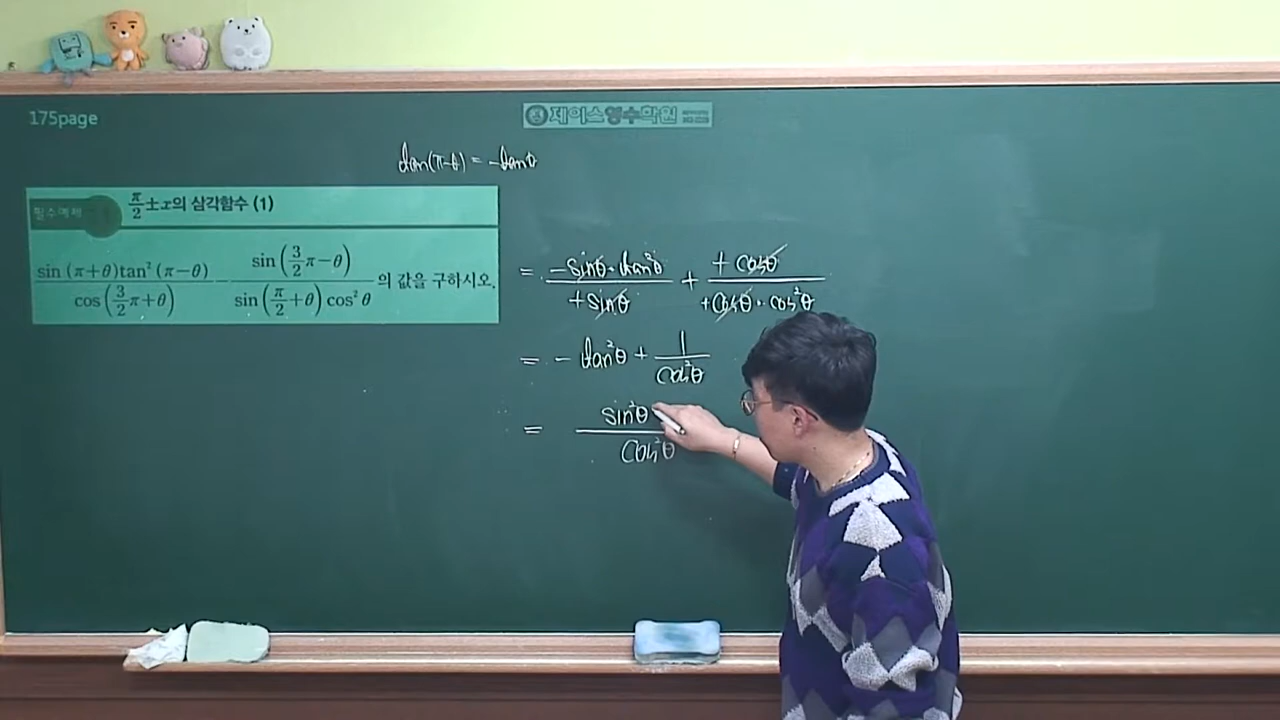 175page
제이스영수학원
tan(π-θ) = -tanθ
필수예제
π/2 ± x의 삼각함수 (1)
sin(π+θ)tan²(π-θ) / cos(3/2 π+θ) - sin(3/2 π-θ) / sin(π/2+θ)cos²θ 의 값을 구하시오.
= -sinθ·tan²θ / +sinθ + +cosθ / +cosθ·cos²θ
= -tan²θ + 1/cos²θ
= sin²θ / cos²θ